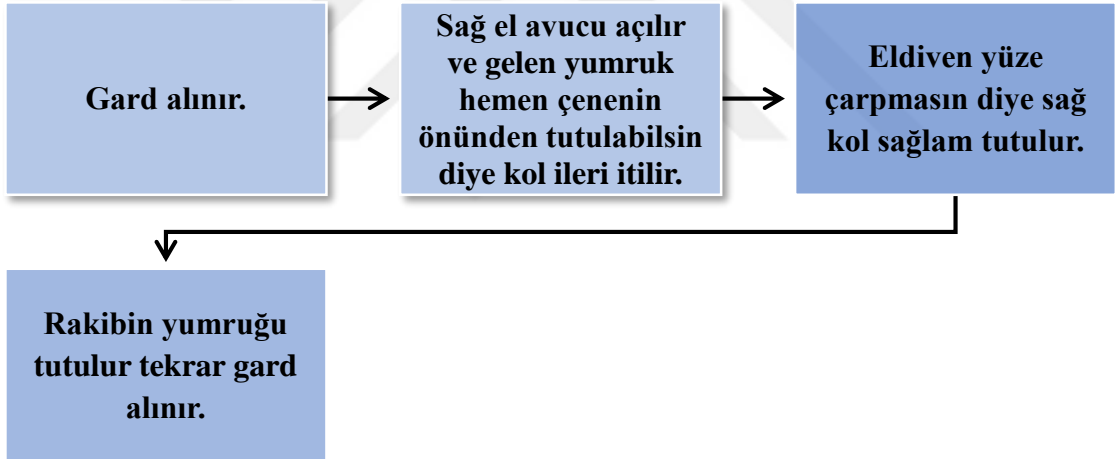 Gard alınır.
Sağ el avucu açılır
ve gelen yumruk
hemen çenenin
önünden tutulabilsin
diye kol ileri itilir.
Eldiven yüze
çarpmasın diye sağ
kol sağlam tutulur.
Rakibin yumruğu
tutulur tekrar gard
alınır.